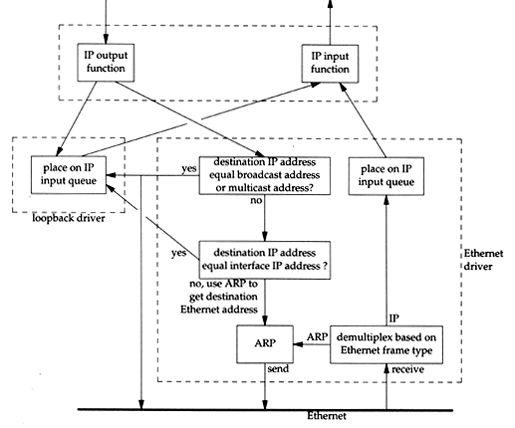 IP output
function
IP input
function
place on IP
input queue
loopback driver
yes
destination IP address
equal broadcast address
or multicast address?
no
place on IP
input queue
yes
destination IP address
equal interface IP address ?
Ethernet
driver
no, use ARP to
get destination
Ethernet address
IP
ARP
ARP
demultiplex based on
Ethernet frame type
send
receive
Ethernet